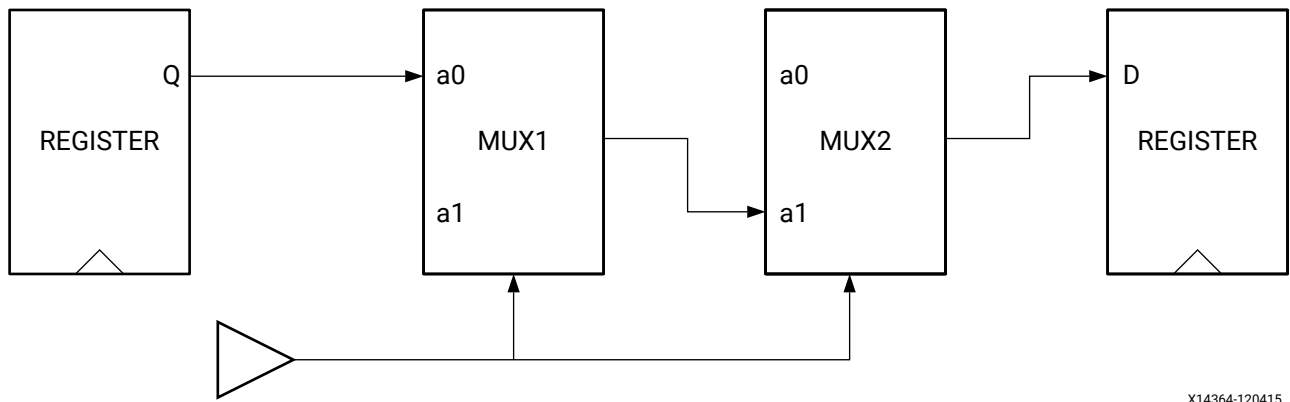 Q
a0
a0
D
REGISTER
MUX1
MUX2
REGISTER
a1
a1
X14364-120415